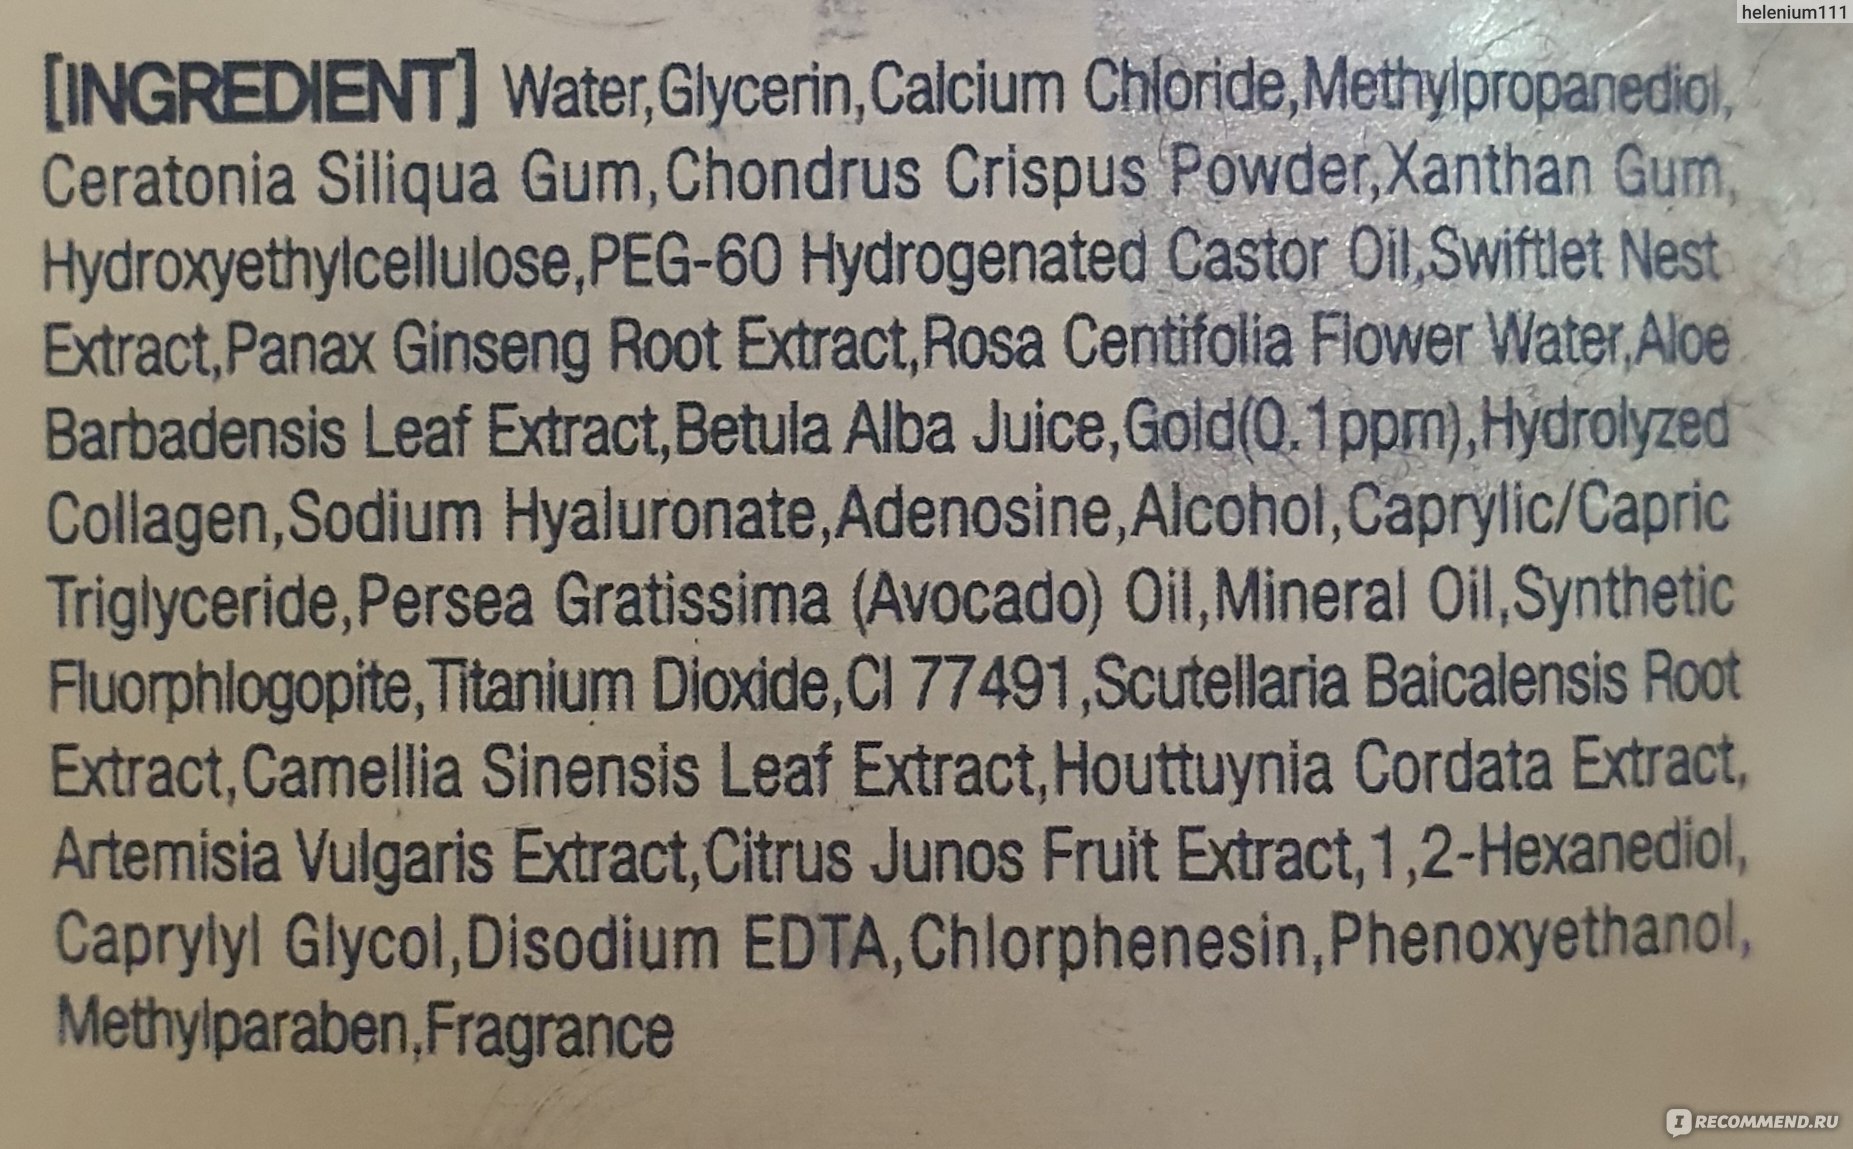 helenium111
[INGREDIENT] Water,Glycerin,Calcium Chloride,Methylpropanediol,
Ceratonia Siliqua Gum,Chondrus Crispus Powder,Xanthan Gum,
Hydroxyethylcellulose,PEG-60 Hydrogenated Castor Oil,Swiftlet Nest
Extract,Panax Ginseng Root Extract,Rosa Centifolia Flower Water,Aloe
Barbadensis Leaf Extract,Betula Alba Juice,Gold(0.1ppm),Hydrolyzed
Collagen,Sodium Hyaluronate,Adenosine,Alcohol,Caprylic/Capric
Triglyceride,Persea Gratissima (Avocado) Oil,Mineral Oil,Synthetic
Fluorphlogopite,Titanium Dioxide,CI 77491,Scutellaria Baicalensis Root
Extract,Camellia Sinensis Leaf Extract,Houttuynia Cordata Extract,
Artemisia Vulgaris Extract,Citrus Junos Fruit Extract,1,2-Hexanediol,
Caprylyl Glycol,Disodium EDTA,Chlorphenesin,Phenoxyethanol,
Methylparaben,Fragrance
IRECOMMEND.RU